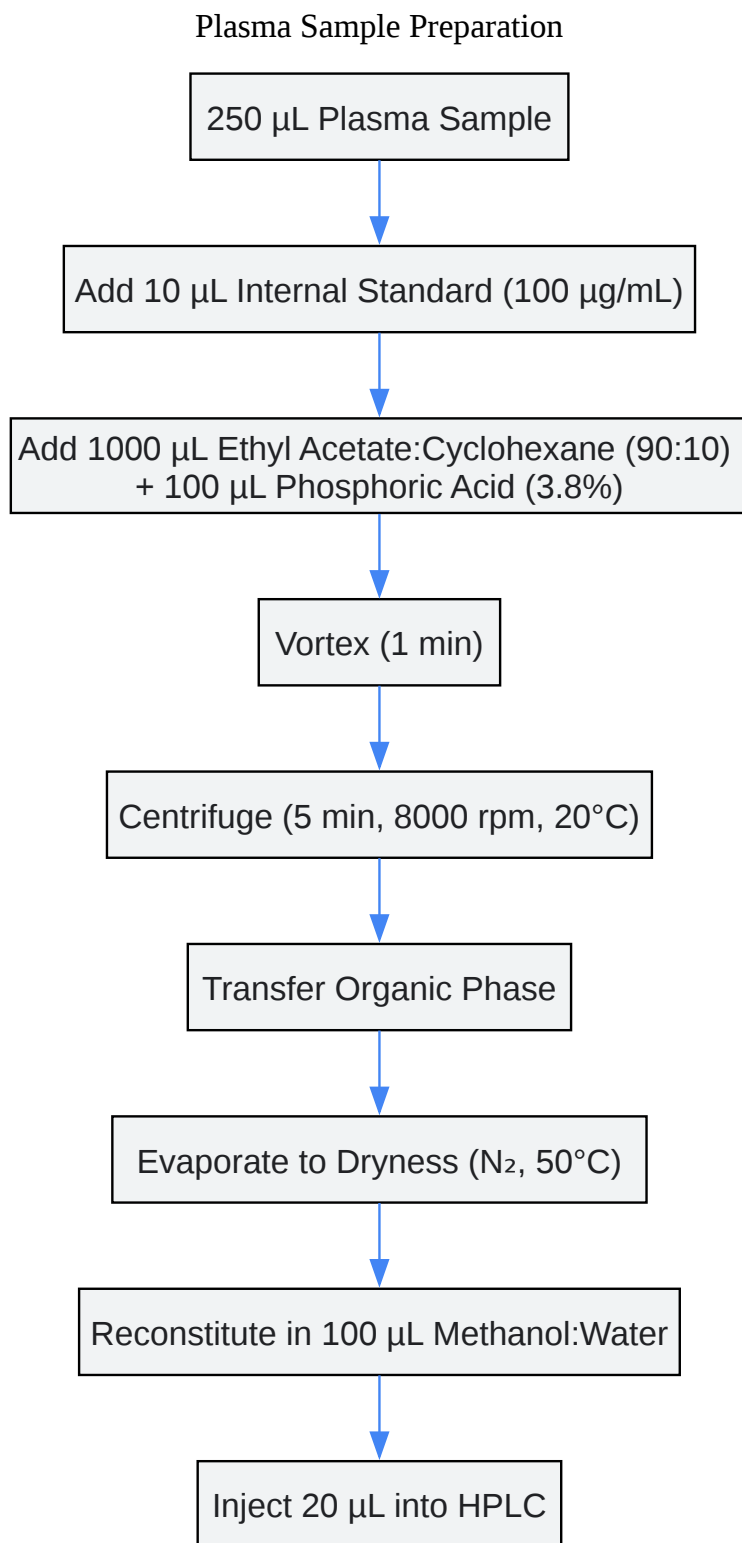 Plasma Sample Preparation
250 µL Plasma Sample
Add 10 µL Internal Standard (100 µg/mL)
Add 1000 µL Ethyl Acetate:Cyclohexane (90:10)
+ 100 µL Phosphoric Acid (3.8%)
Vortex (1 min)
Centrifuge (5 min, 8000 rpm, 20°C)
Transfer Organic Phase
Evaporate to Dryness (N₂, 50°C)
Reconstitute in 100 µL Methanol:Water
Inject 20 µL into HPLC